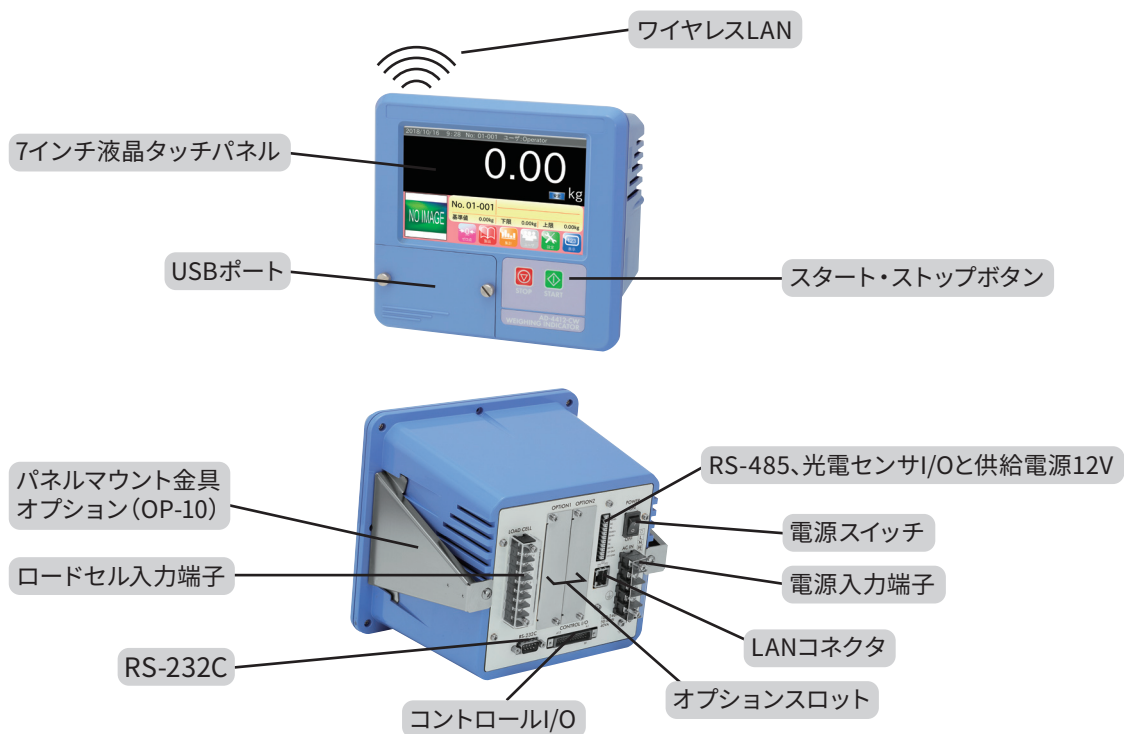 ワイヤレスLAN
7インチ液晶タッチパネル
2018/10/18 9:28 No. 01-001 ユーザ:Operator
0.00
kg
NO IMAGE
No. 01-001
基準値 0.00kg 下限 0.00kg 上限 0.00kg
USBポート
スタート・ストップボタン
STOP
START
AD-4413-CW
WEIGHING INDICATOR
パネルマウント金具
オプション（OP-10）
RS-485、光電センサI/Oと供給電源12V
OPTION1 OPTION2
POWER
LOAD CELL
電源スイッチ
ロードセル入力端子
電源入力端子
CONTROL I/O
RS-232C
LANコネクタ
RS-232C
オプションスロット
コントロールI/O